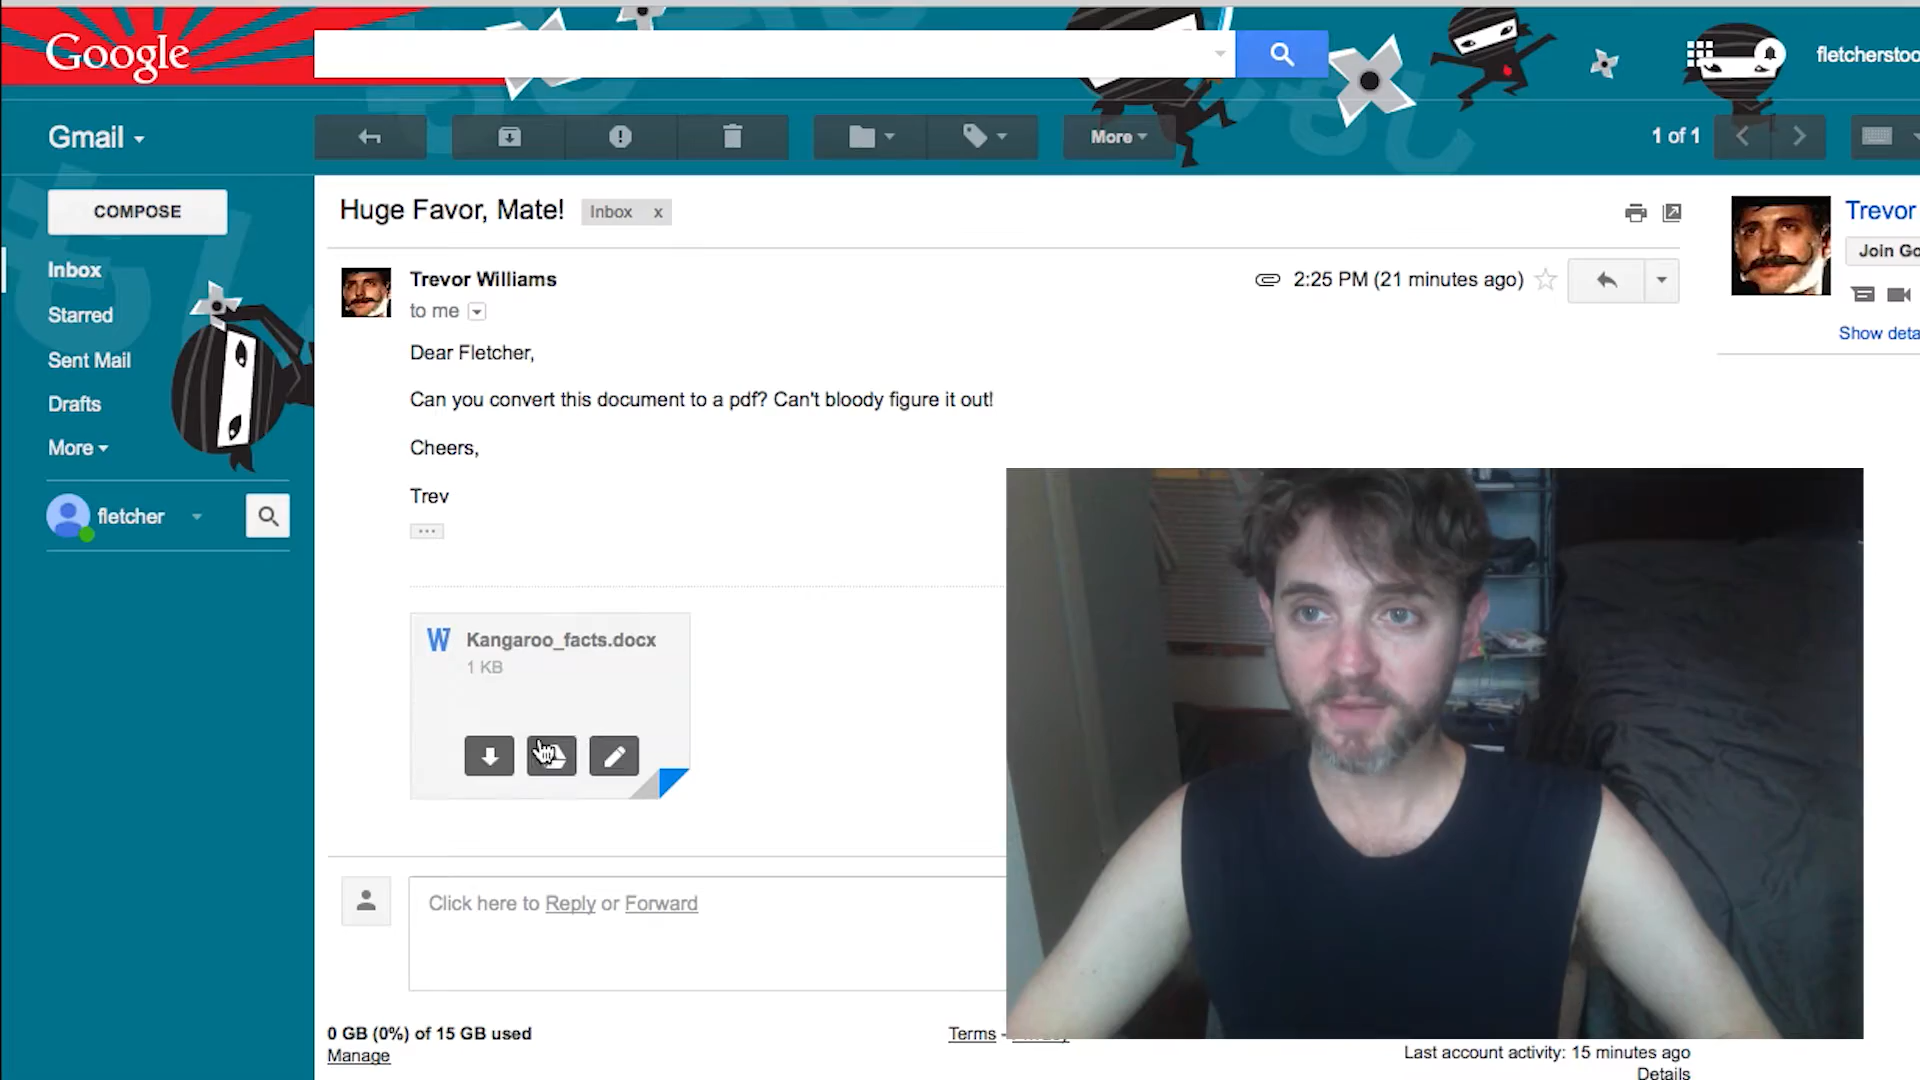 Google
fletcherstoo
Gmail
More
1 of 1
COMPOSE
Huge Favor, Mate!
Inbox x
Trevor
Join Go
Inbox
Trevor Williams
2:25 PM (21 minutes ago)
to me
Starred
Show deta
Dear Fletcher,
Sent Mail
Can you convert this document to a pdf? Can't bloody figure it out!
Drafts
Cheers,
More
Trev
fletcher
W Kangaroo_facts.docx
1 KB
Click here to Reply or Forward
0 GB (0%) of 15 GB used
Manage
Terms -
Last account activity: 15 minutes ago
Details